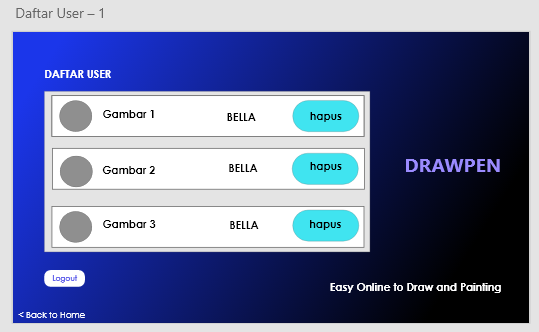 Daftar User – 1
DAFTAR USER
Gambar 1 BELLA hapus
Gambar 2 BELLA hapus
Gambar 3 BELLA hapus
DRAWPEN
Logout
Easy Online to Draw and Painting
< Back to Home